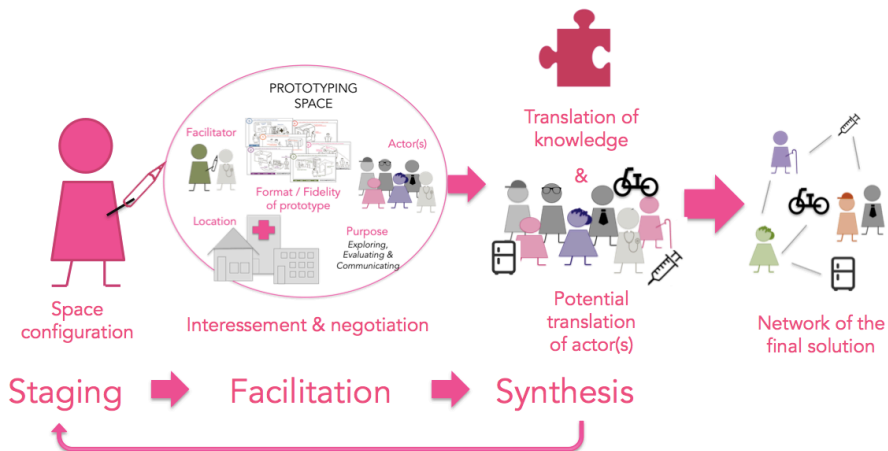 PROTOTYPING
SPACE
Facilitator
Actor(s)
Format / Fidelity
of prototype
Location
Purpose
Exploring,
Evaluating &
Communicating
Translation of
knowledge
&
Space
configuration
Interessement & negotiation
Potential
translation
of actor(s)
Network of the
final solution
Staging
Facilitation
Synthesis